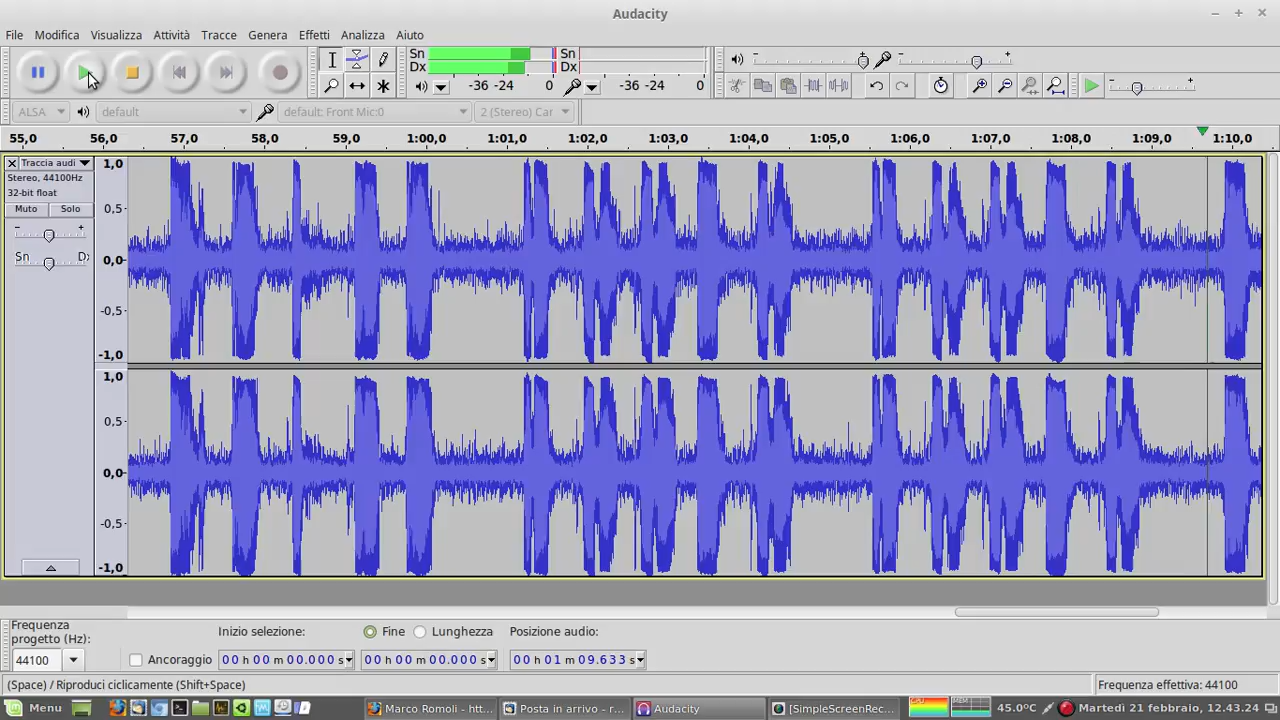 Audacity
File Modifica Visualizza Attività Tracce Genera Effetti Analizza Aiuto
Sn Sn
Dx Dx
-36 -24 0 -36 -24 0
ALSA default default: Front Mic:0 2 (Stereo) Car
55,0 56,0 57,0 58,0 59,0 1:00,0 1:01,0 1:02,0 1:03,0 1:04,0 1:05,0 1:06,0 1:07,0 1:08,0 1:09,0 1:10,0
Traccia audi
Stereo, 44100Hz
32-bit float
Muto Solo
- +
Sn D
1,0
0,5-
0,0-
-0,5-
-1,0
1,0
0,5-
0,0-
-0,5-
-1,0
Frequenza
progetto (Hz):
Inizio selezione: Fine Lunghezza Posizione audio:
44100 Ancoraggio 00 h 00 m 00.000 s 00 h 00 m 00.000 s 00 h 01 m 09.633 s
(Space) / Riproduci ciclicamente (Shift+Space) Frequenza effettiva: 44100
Menu Marco Romoli - htt... Posta in arrivo - r... Audacity [SimpleScreenRec... 45.0°C Martedì 21 febbraio, 2.43.24